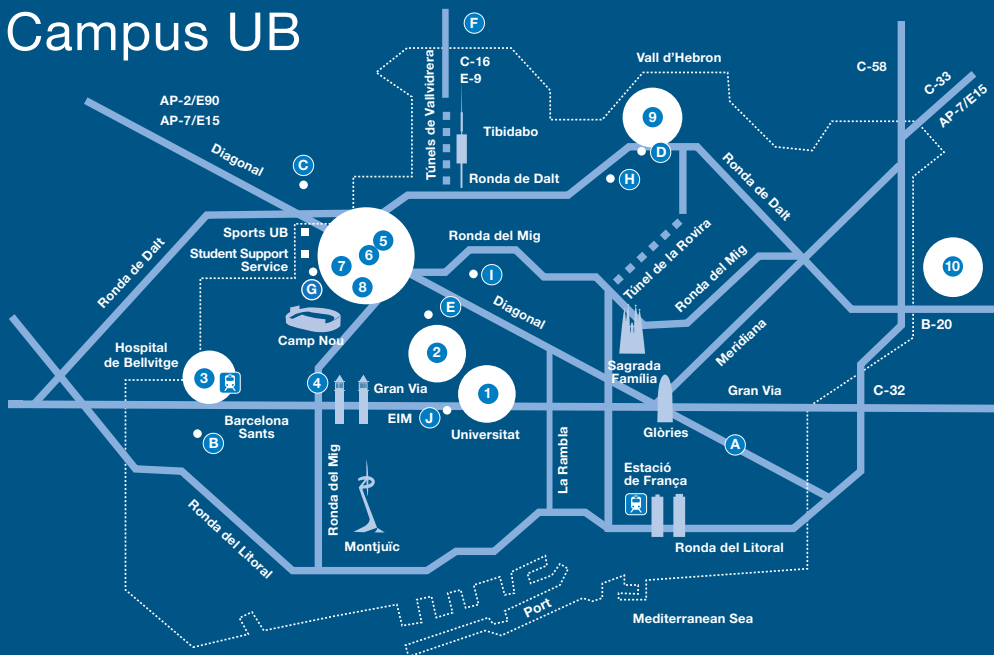 Campus UB
F
C-16
E-9
Vall d'Hebron
C-58
C-33
AP-7/E15
AP-2/E90
AP-7/E15
Túnels de Vallvidrera
Tibidabo
9
Diagonal
C
D
H
Ronda de Dalt
Ronda de Dalt
Ronda de Dalt
Sports UB
Student Support
Service
5
6
7
8
G
Ronda del Mig
I
Túnel de la Rovira
Ronda del Mig
10
Camp Nou
E
Diagonal
Meridiana
B-20
Hospital
de Bellvitge
3
4
2
Sagrada
Família
Gran Via
1
Gran Via
C-32
Barcelona
Sants
B
EIM
J
Universitat
Glòries
A
Ronda del Mig
La Rambla
Estació
de França
Ronda del Litoral
Montjuïc
Ronda del Litoral
Port
Mediterranean Sea